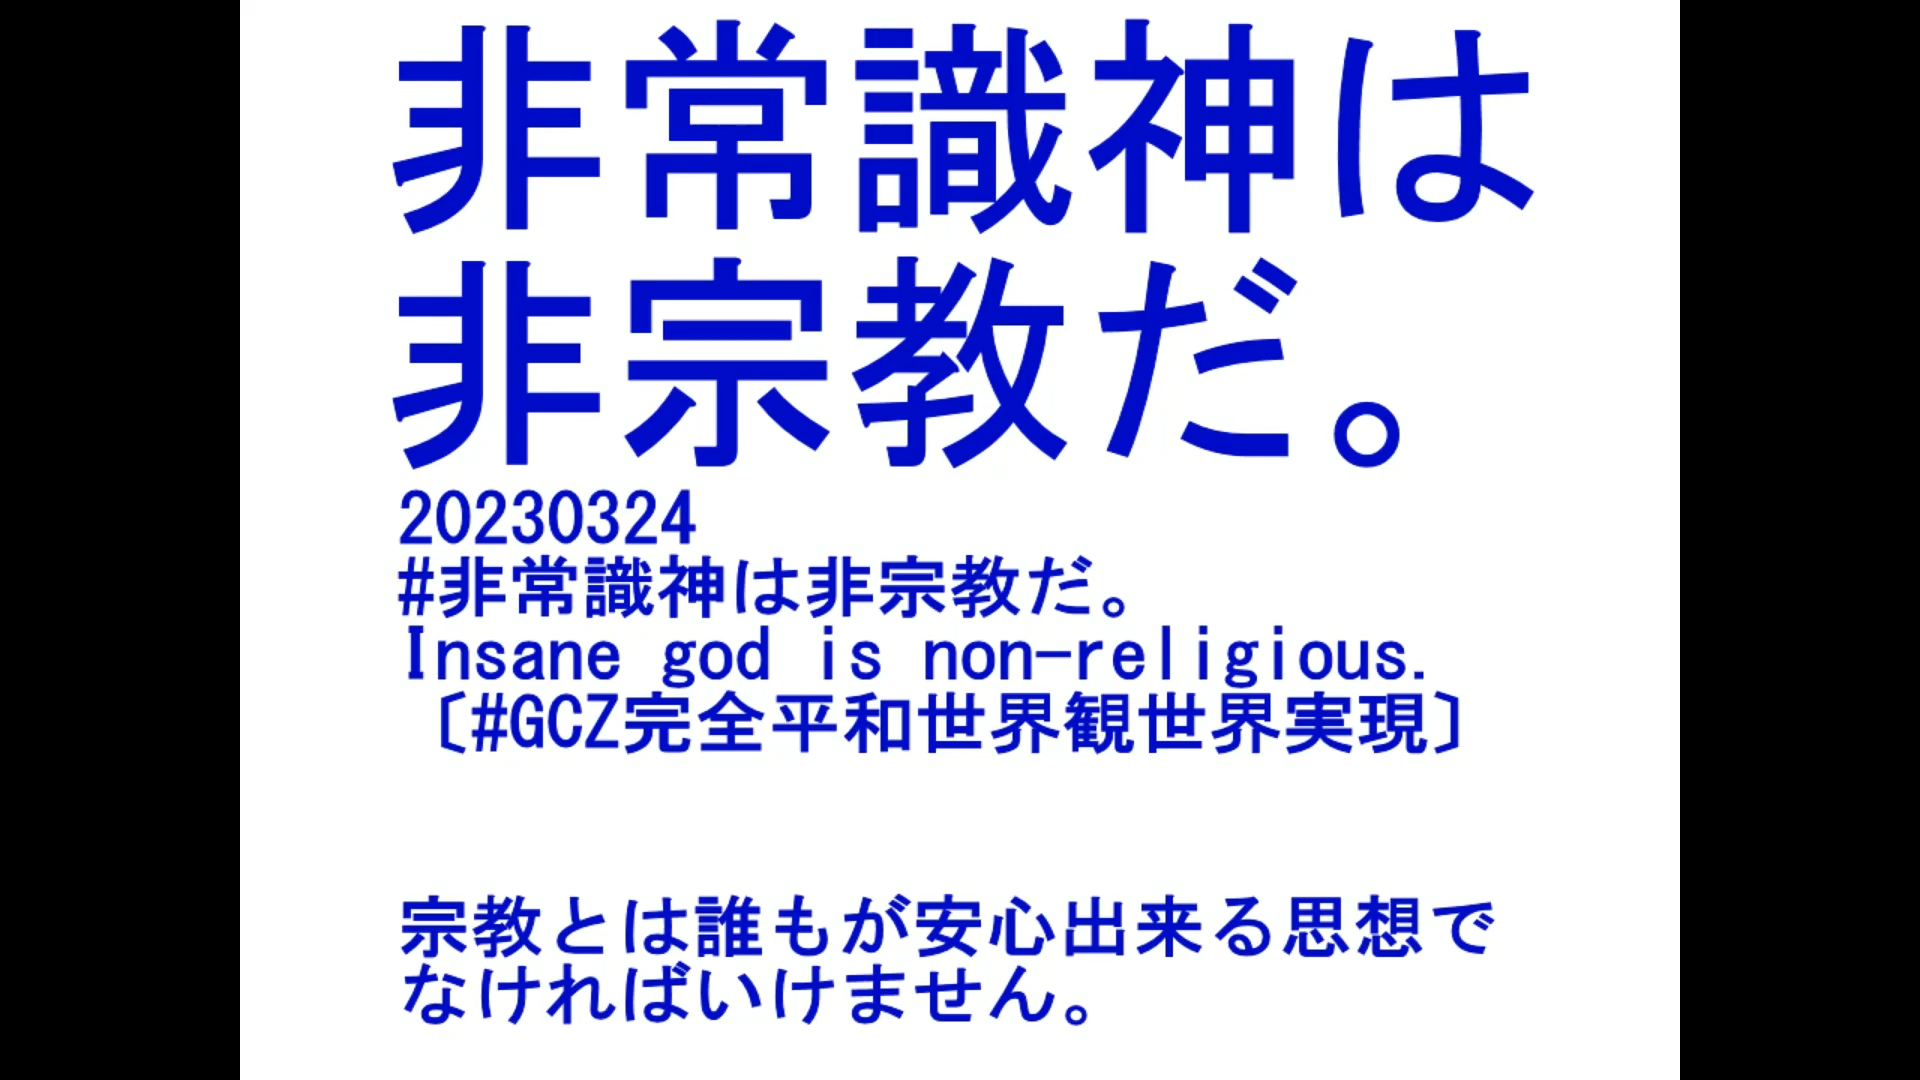 非常識神は
非宗教だ。
20230324
#非常識神は非宗教だ。
Insane god is non-religious.
〔#GCZ完全平和世界観世界実現〕
宗教とは誰もが安心出来る思想で
なければいけません。